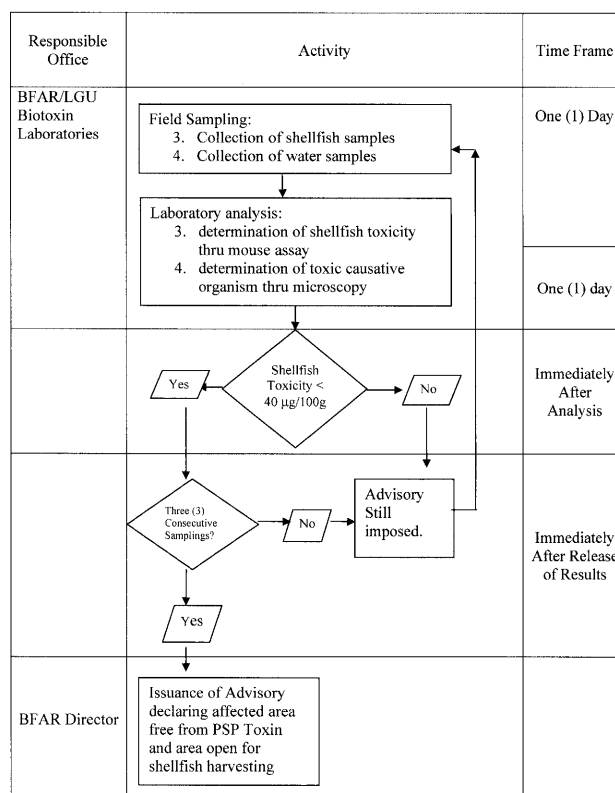 Responsible
Office
Activity
Time Frame
BFAR/LGU
Biotoxin
Laboratories
Field Sampling:
3. Collection of shellfish samples
4. Collection of water samples
One (1) Day
Laboratory analysis:
3. determination of shellfish toxicity
thru mouse assay
4. determination of toxic causative
organism thru microscopy
One (1) day
Shellfish
Toxicity <
40 μg/100g
Yes
No
Immediately
After
Analysis
Three (3)
Consecutive
Samplings?
No
Advisory
Still
imposed.
Immediately
After Release
of Results
Yes
BFAR Director
Issuance of Advisory
declaring affected area
free from PSP Toxin
and area open for
shellfish harvesting